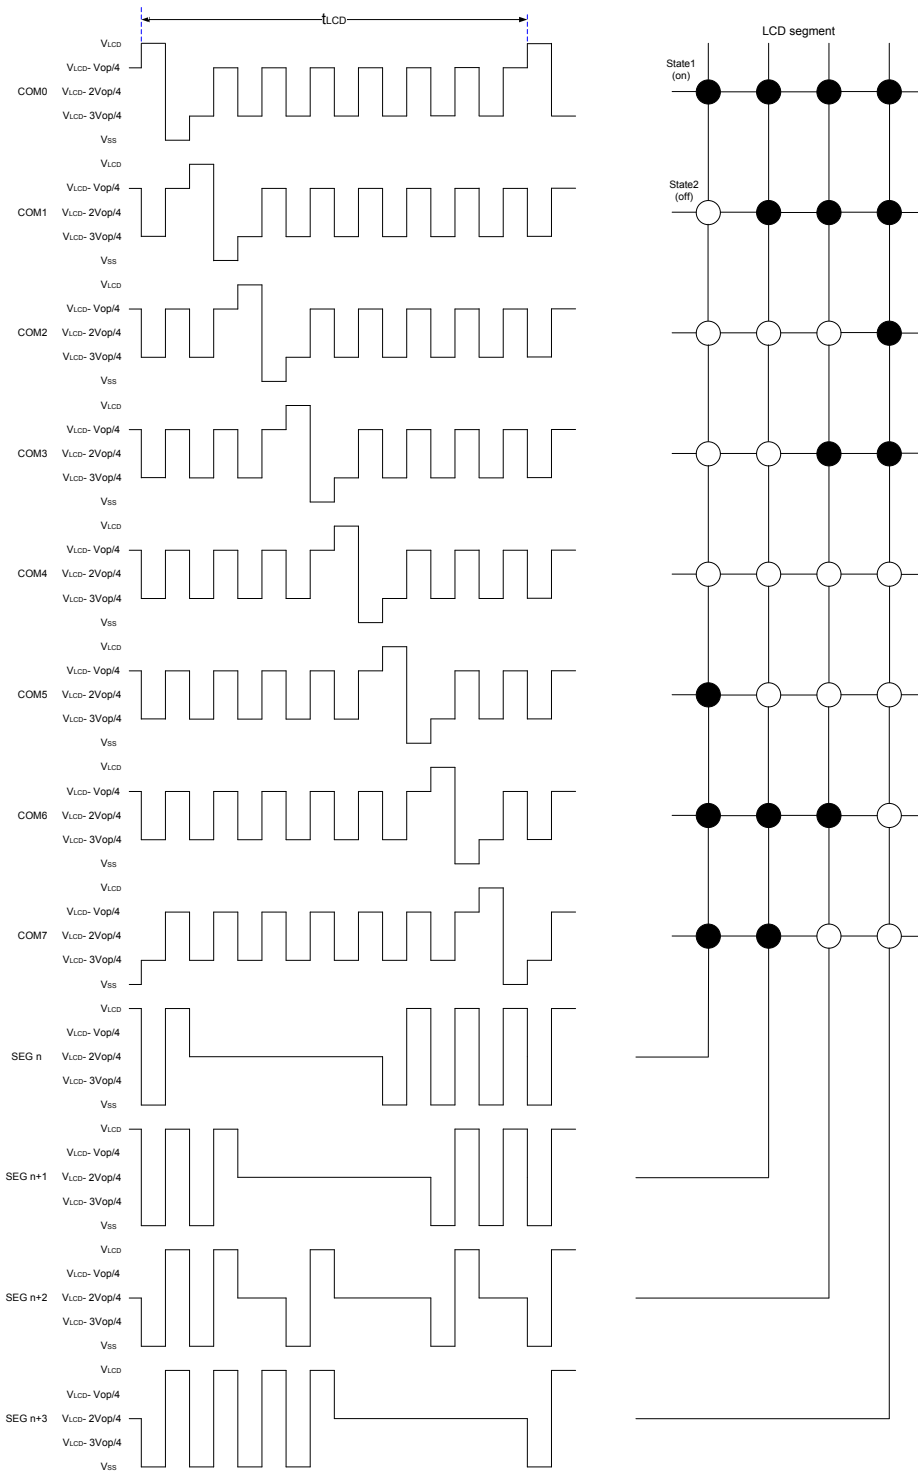 tLCD
LCD segment
VLCD
State1
(on)
VLCD- Vop/4
COM0 VLCD- 2Vop/4
VLCD- 3Vop/4
VSS
VLCD
State2
(off)
VLCD- Vop/4
COM1 VLCD- 2Vop/4
VLCD- 3Vop/4
VSS
VLCD
VLCD- Vop/4
COM2 VLCD- 2Vop/4
VLCD- 3Vop/4
VSS
VLCD
VLCD- Vop/4
COM3 VLCD- 2Vop/4
VLCD- 3Vop/4
VSS
VLCD
VLCD- Vop/4
COM4 VLCD- 2Vop/4
VLCD- 3Vop/4
VSS
VLCD
VLCD- Vop/4
COM5 VLCD- 2Vop/4
VLCD- 3Vop/4
VSS
VLCD
VLCD- Vop/4
COM6 VLCD- 2Vop/4
VLCD- 3Vop/4
VSS
VLCD
VLCD- Vop/4
COM7 VLCD- 2Vop/4
VLCD- 3Vop/4
VSS
VLCD
VLCD- Vop/4
SEG n VLCD- 2Vop/4
VLCD- 3Vop/4
VSS
VLCD
VLCD- Vop/4
SEG n+1 VLCD- 2Vop/4
VLCD- 3Vop/4
VSS
VLCD
VLCD- Vop/4
SEG n+2 VLCD- 2Vop/4
VLCD- 3Vop/4
VSS
VLCD
VLCD- Vop/4
SEG n+3 VLCD- 2Vop/4
VLCD- 3Vop/4
VSS